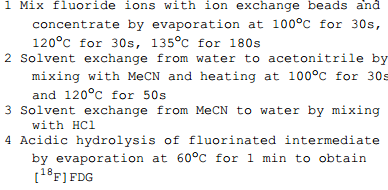 1 Mix fluoride ions with ion exchange beads and
concentrate by evaporation at 100°C for 30s,
120°C for 30s, 135°C for 180s
2 Solvent exchange from water to acetonitrile by
mixing with MeCN and heating at 100°C for 30s
and 120°C for 50s
3 Solvent exchange from MeCN to water by mixing
with HCl
4 Acidic hydrolysis of fluorinated intermediate
by evaporation at 60°C for 1 min to obtain
[¹⁸F]FDG